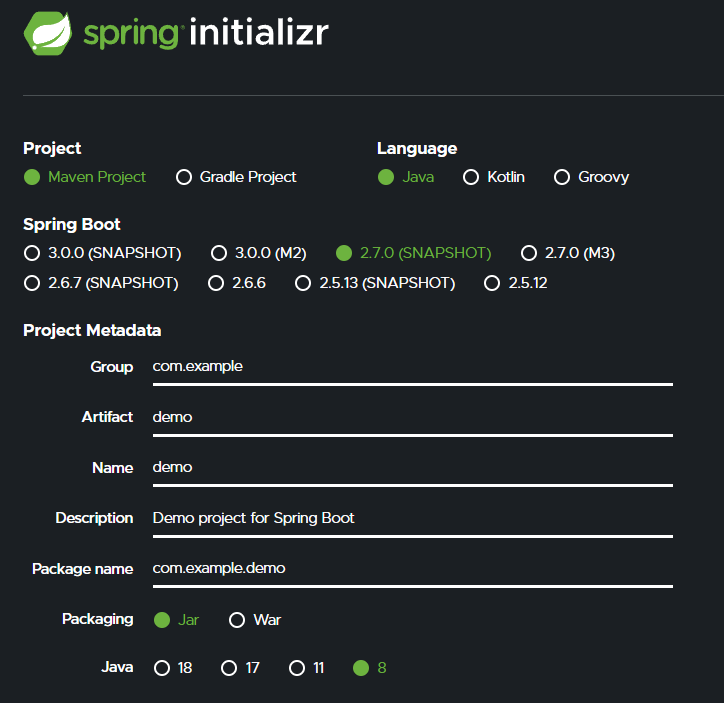 spring initializr
Project
Maven Project Gradle Project
Language
Java Kotlin Groovy
Spring Boot
3.0.0 (SNAPSHOT) 3.0.0 (M2) 2.7.0 (SNAPSHOT) 2.7.0 (M3)
2.6.7 (SNAPSHOT) 2.6.6 2.5.13 (SNAPSHOT) 2.5.12
Project Metadata
Group com.example
Artifact demo
Name demo
Description Demo project for Spring Boot
Package name com.example.demo
Packaging Jar War
Java 18 17 11 8